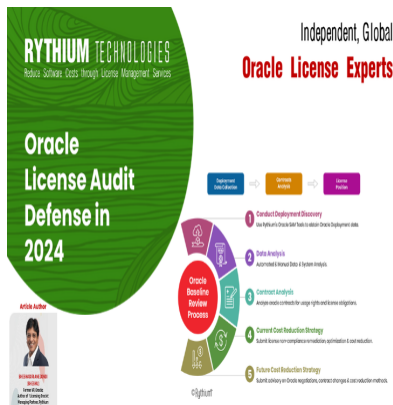 RYTHIUM TECHNOLOGIES
Reduce Software Costs through License Management Services
Independent, Global
Oracle License Experts
Oracle
License Audit
Defense in
2024
Deployment
Data Collection
Analysis
License
Position
Oracle
Baseline
Review
Process
1 Conduct Deployment Discovery
Use Rythium's Oracle SAM Tools to obtain Oracle Deployment data.
2 Data Analysis
Automated & Manual Data & System Analysis.
3 Contract Analysis
Analyze oracle contracts for usage rights and license obligations.
4 Current Cost Reduction Strategy
Submit license non-compliance remediation, optimization & cost reduction.
5 Future Cost Reduction Strategy
Submit advisory on Oracle negotiations, contract changes & cost reduction methods.
Article Author
©Rythium